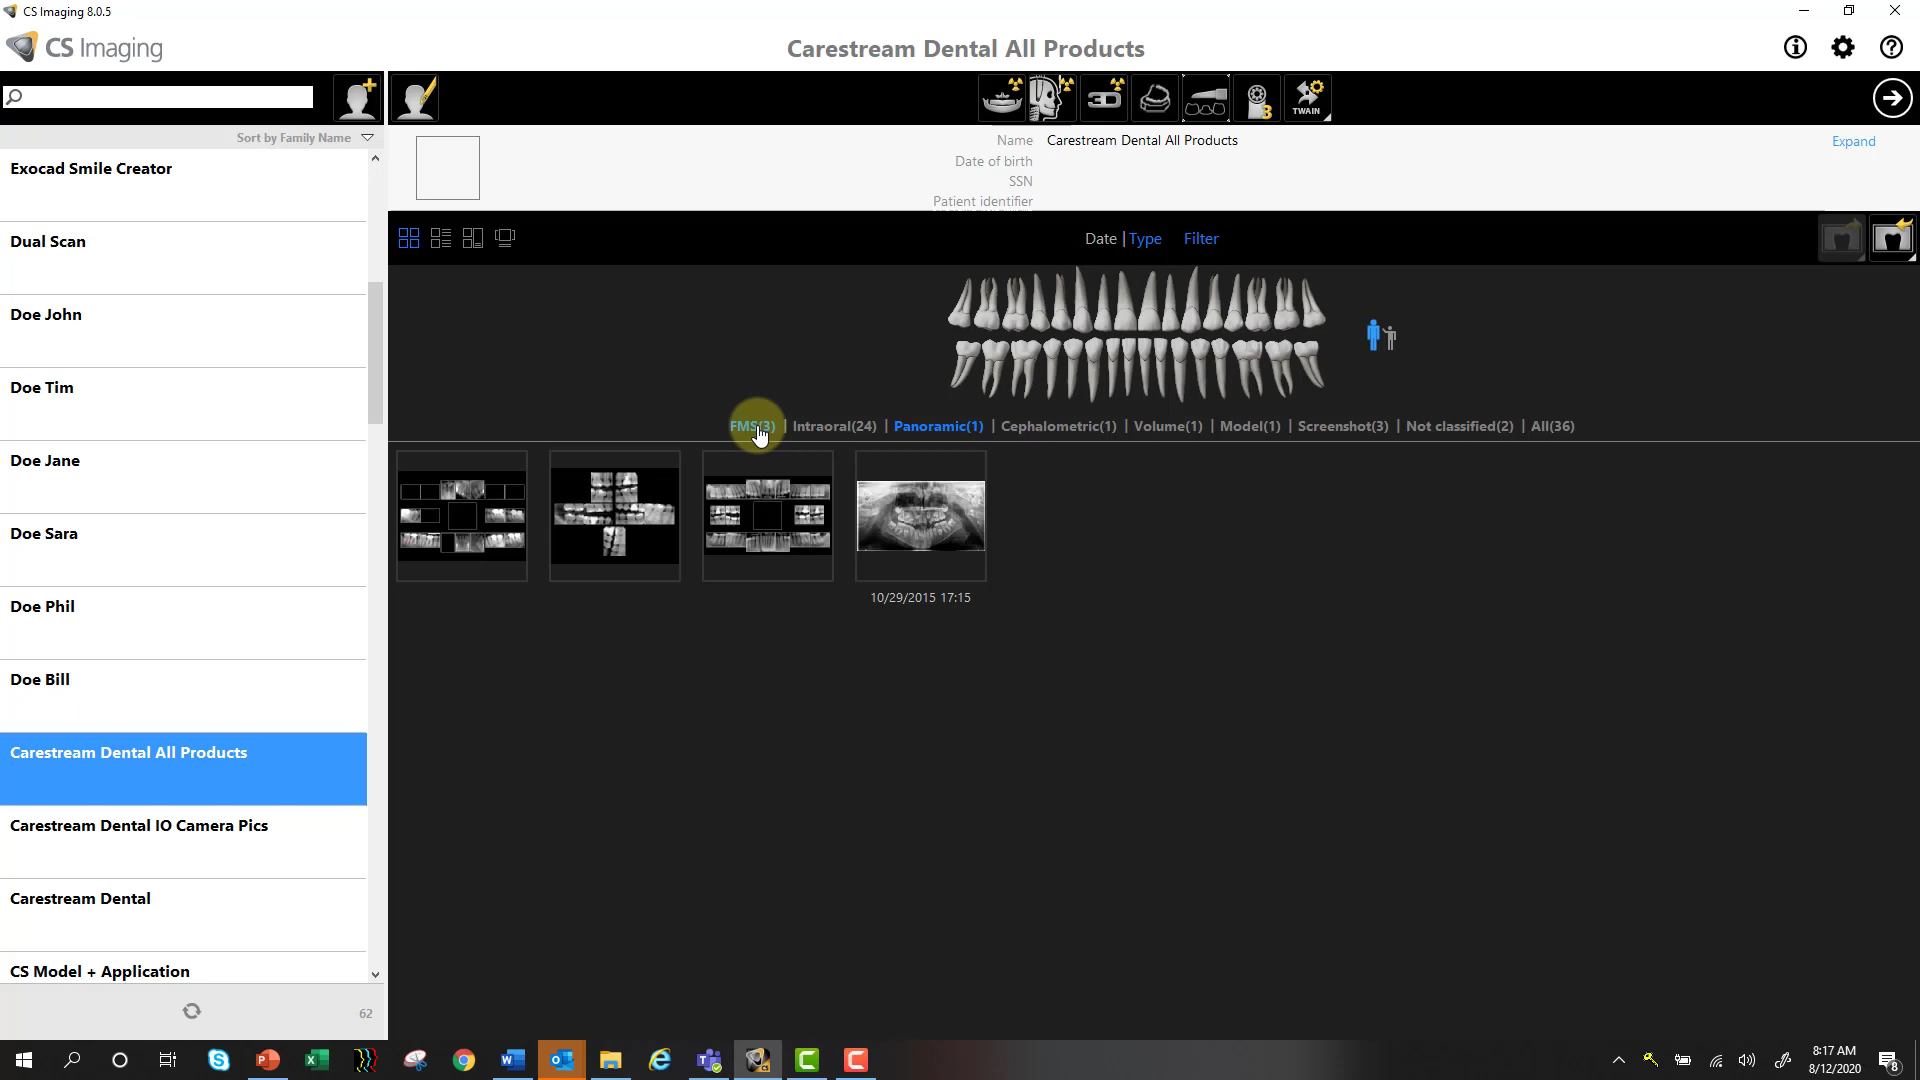 CS Imaging 8.0.5
CS Imaging
Carestream Dental All Products
3
TWAIN
Sort by Family Name
Exocad Smile Creator
Dual Scan
Doe John
Doe Tim
Doe Jane
Doe Sara
Doe Phil
Doe Bill
Carestream Dental All Products
Carestream Dental IO Camera Pics
Carestream Dental
CS Model + Application
62
Name Carestream Dental All Products
Expand
Date of birth
SSN
Patient identifier
Date | Type Filter
FMS(3) | Intraoral(24) | Panoramic(1) | Cephalometric(1) | Volume(1) | Model(1) | Screenshot(3) | Not classified(2) | All(36)
10/29/2015 17:15
8:17 AM
8/12/2020
8